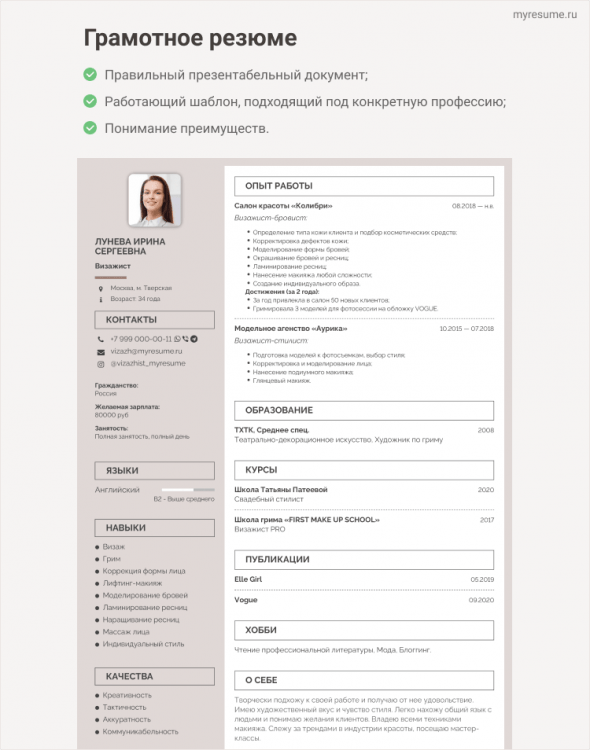 myresume.ru
Грамотное резюме
Правильный презентабельный документ;
Работающий шаблон, подходящий под конкретную профессию;
Понимание преимуществ.
ЛУНЕВА ИРИНА
СЕРГЕЕВНА
Визажист
Москва, м. Тверская
Возраст: 34 года
КОНТАКТЫ
+7 999 000-00-11
vizazh@myresume.ru
@vizazhist_myresume
Гражданство:
Россия
Желаемая зарплата:
80000 руб
Занятость:
Полная занятость, полный день
ЯЗЫКИ
Английский
B2 - Выше среднего
НАВЫКИ
Визаж
Грим
Коррекция формы лица
Лифтинг-макияж
Моделирование бровей
Ламинирование ресниц
Наращивание ресниц
Массаж лица
Индивидуальный стиль
КАЧЕСТВА
Креативность
Тактичность
Аккуратность
Коммуникабельность
ОПЫТ РАБОТЫ
Салон красоты «Колибри» 08.2018 — н.в.
Визажист-бровист:
Определение типа кожи клиента и подбор косметических средств;
Корректировка дефектов кожи;
Моделирование формы бровей;
Окрашивание бровей и ресниц;
Ламинирование ресниц;
Нанесение макияжа любой сложности;
Создание индивидуального образа.
Достижения (за 2 года):
За год привлекла в салон 50 новых клиентов;
Гримировала 3 моделей для фотосессии на обложку VOGUE
Модельное агенство «Аурика» 10.2015 — 07.2018
Визажист-стилист:
Подготовка моделей к фотосъемкам, выбор стиля;
Корректировка и моделирование лица;
Нанесение подиумного макияжа;
Глянцевый макияж.
ОБРАЗОВАНИЕ
ТХТК, Среднее спец. 2008
Театрально-декорационное искусство, Художник по гриму
КУРСЫ
Школа Татьяны Патеевой 2020
Свадебный стилист
Школа грима «FIRST MAKE UP SCHOOL» 2017
Визажист PRO
ПУБЛИКАЦИИ
Elle Girl 05.2019
Vogue 09.2020
ХОББИ
Чтение профессиональной литературы. Мода. Блоггинг.
О СЕБЕ
Творчески подхожу к своей работе и получаю от нее удовольствие.
Имею художественный вкус и чувство стиля. Легко нахожу общий язык с
людьми и понимаю желания клиентов. Владею всеми техниками
макияжа. Слежу за трендами в индустрии красоты, посещаю мастер-
классы.